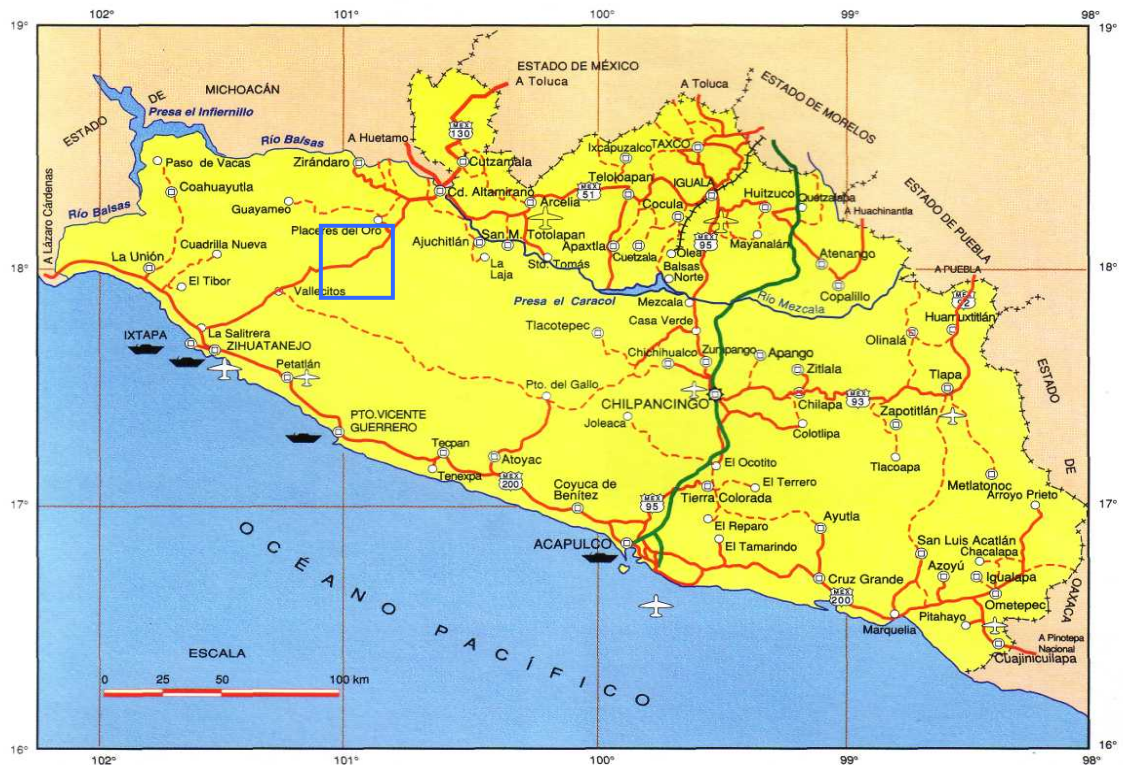 19°
102°
101°
100°
99°
98°
19°
ESTADO DE MÉXICO
A Toluca
MICHOACÁN
DE
ESTADO
Presa el Infiernillo
A Toluca
ESTADO DE MORELOS
MEX 130
Río Balsas
A Huetamo
Ixcapuzalco
TAXCO
Paso de Vacas
Zirándaro
Cutzamala
Coahuayutla
Cd. Altamirano
Arcelia
MEX 51
Teloloapan
IGUALA
Huitzuco
Quetzalapa
ESTADO DE PUEBLA
Río Balsas
Guayameo
Placeres del Oro
Cocula
A Huachinantla
A Lázaro Cárdenas
Cuadrilla Nueva
Ajuchitlán
San M. Totolapan
Apaxtla
MEX 95
Mayanalán
La Unión
La Laja
Sto. Tomás
Cuetzala
Olea
Atenango
18°
18°
El Tibor
Vallecitos
Balsas Norte
A PUEBLA
Presa el Caracol
Mezcala
Río Mezcala
Copalillo
MEX 92
Huamuxtitlán
IXTAPA
La Salitrera
Tlacotepec
Casa Verde
Olinalá
ZIHUATANEJO
Chichihualco
Zumpango
Apango
Petatlán
Zitlala
Tlapa
ESTADO
Pto. del Gallo
CHILPANCINGO
Chilapa
MEX 93
Zapotitlán
PTO. VICENTE GUERRERO
Joleaca
Colotlipa
Tecpan
Atoyac
El Ocotito
Tlacoapa
DE
Tenexpa
MEX 200
Coyuca de Benítez
El Terrero
Metlatonoc
17°
17°
MEX 95
Tierra Colorada
Arroyo Prieto
El Reparo
Ayutla
ACAPULCO
El Tamarindo
San Luis Acatlán
Chacalapa
Azoyú
Igualapa
OAXACA
Cruz Grande
MEX 200
Ometepec
Pitahayo
Marquelia
A Pinotepa Nacional
Cuajinicuilapa
OCÉANO PACÍFICO
ESCALA
0 25 50 100 km
16°
16°
102°
101°
100°
99°
98°